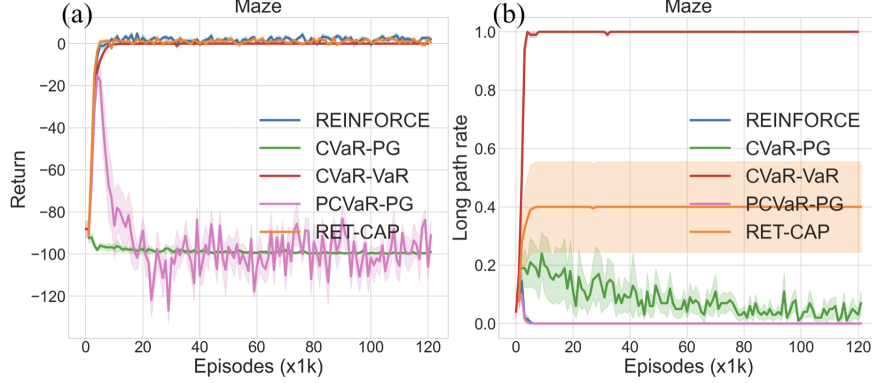 (a)
Maze
Return
0
−20
−40
−60
−80
−100
−120
REINFORCE
CVaR-PG
CVaR-VaR
PCVaR-PG
RET-CAP
0
20
40
60
80
100
120
Episodes (x1k)
(b)
Maze
Long path rate
1.0
0.8
0.6
0.4
0.2
0.0
REINFORCE
CVaR-PG
CVaR-VaR
PCVaR-PG
RET-CAP
0
20
40
60
80
100
120
Episodes (x1k)